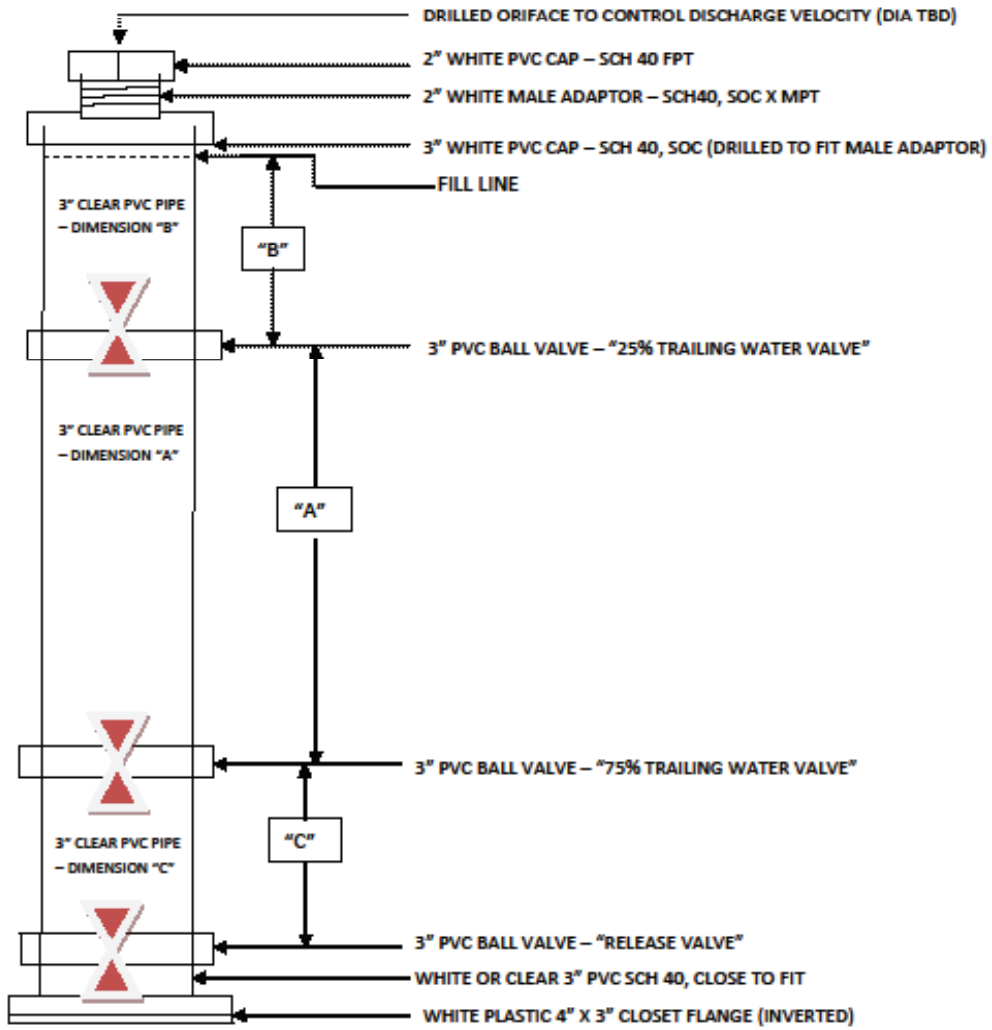 DRILLED ORIFACE TO CONTROL DISCHARGE VELOCITY (DIA TBD)
2” WHITE PVC CAP – SCH 40 FPT
2” WHITE MALE ADAPTOR – SCH40, SOC X MPT
3” WHITE PVC CAP – SCH 40, SOC (DRILLED TO FIT MALE ADAPTOR)
FILL LINE
3” CLEAR PVC PIPE
– DIMENSION “B”
“B”
3” PVC BALL VALVE – “25% TRAILING WATER VALVE”
3” CLEAR PVC PIPE
– DIMENSION “A”
“A”
3” PVC BALL VALVE – “75% TRAILING WATER VALVE”
3” CLEAR PVC PIPE
– DIMENSION “C”
“C”
3” PVC BALL VALVE – “RELEASE VALVE”
WHITE OR CLEAR 3” PVC SCH 40, CLOSE TO FIT
WHITE PLASTIC 4” X 3” CLOSET FLANGE (INVERTED)